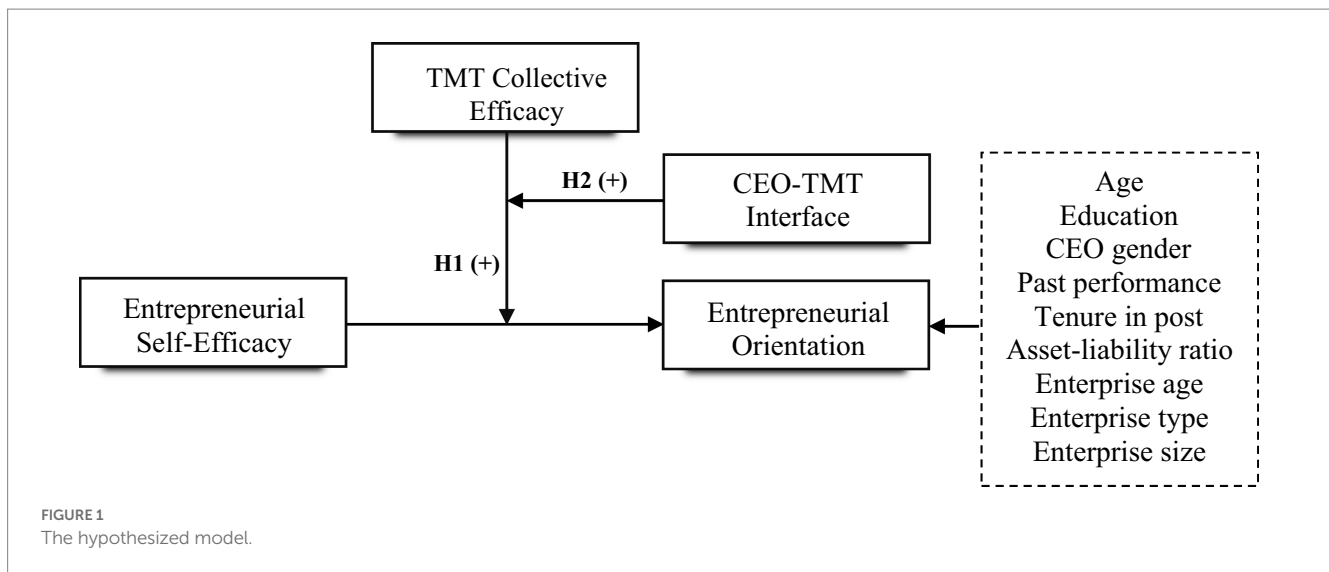 TMT Collective
Efficacy
H2 (+)
CEO-TMT
Interface
H1 (+)
Entrepreneurial
Self-Efficacy
Entrepreneurial
Orientation
Age
Education
CEO gender
Past performance
Tenure in post
Asset-liability ratio
Enterprise age
Enterprise type
Enterprise size
FIGURE 1
The hypothesized model.